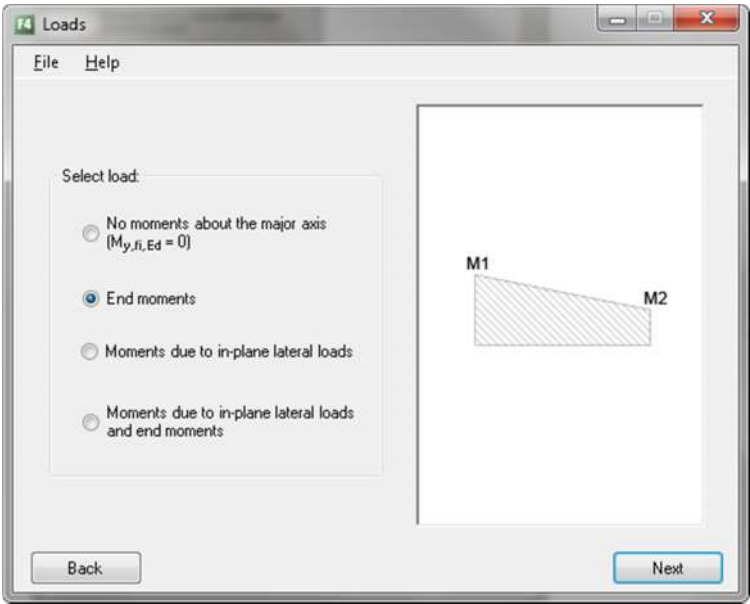 F4 Loads
File Help
Select load:
No moments about the major axis
(My,fi,Ed = 0)
End moments
Moments due to in-plane lateral loads
Moments due to in-plane lateral loads
and end moments
M1
M2
Back
Next